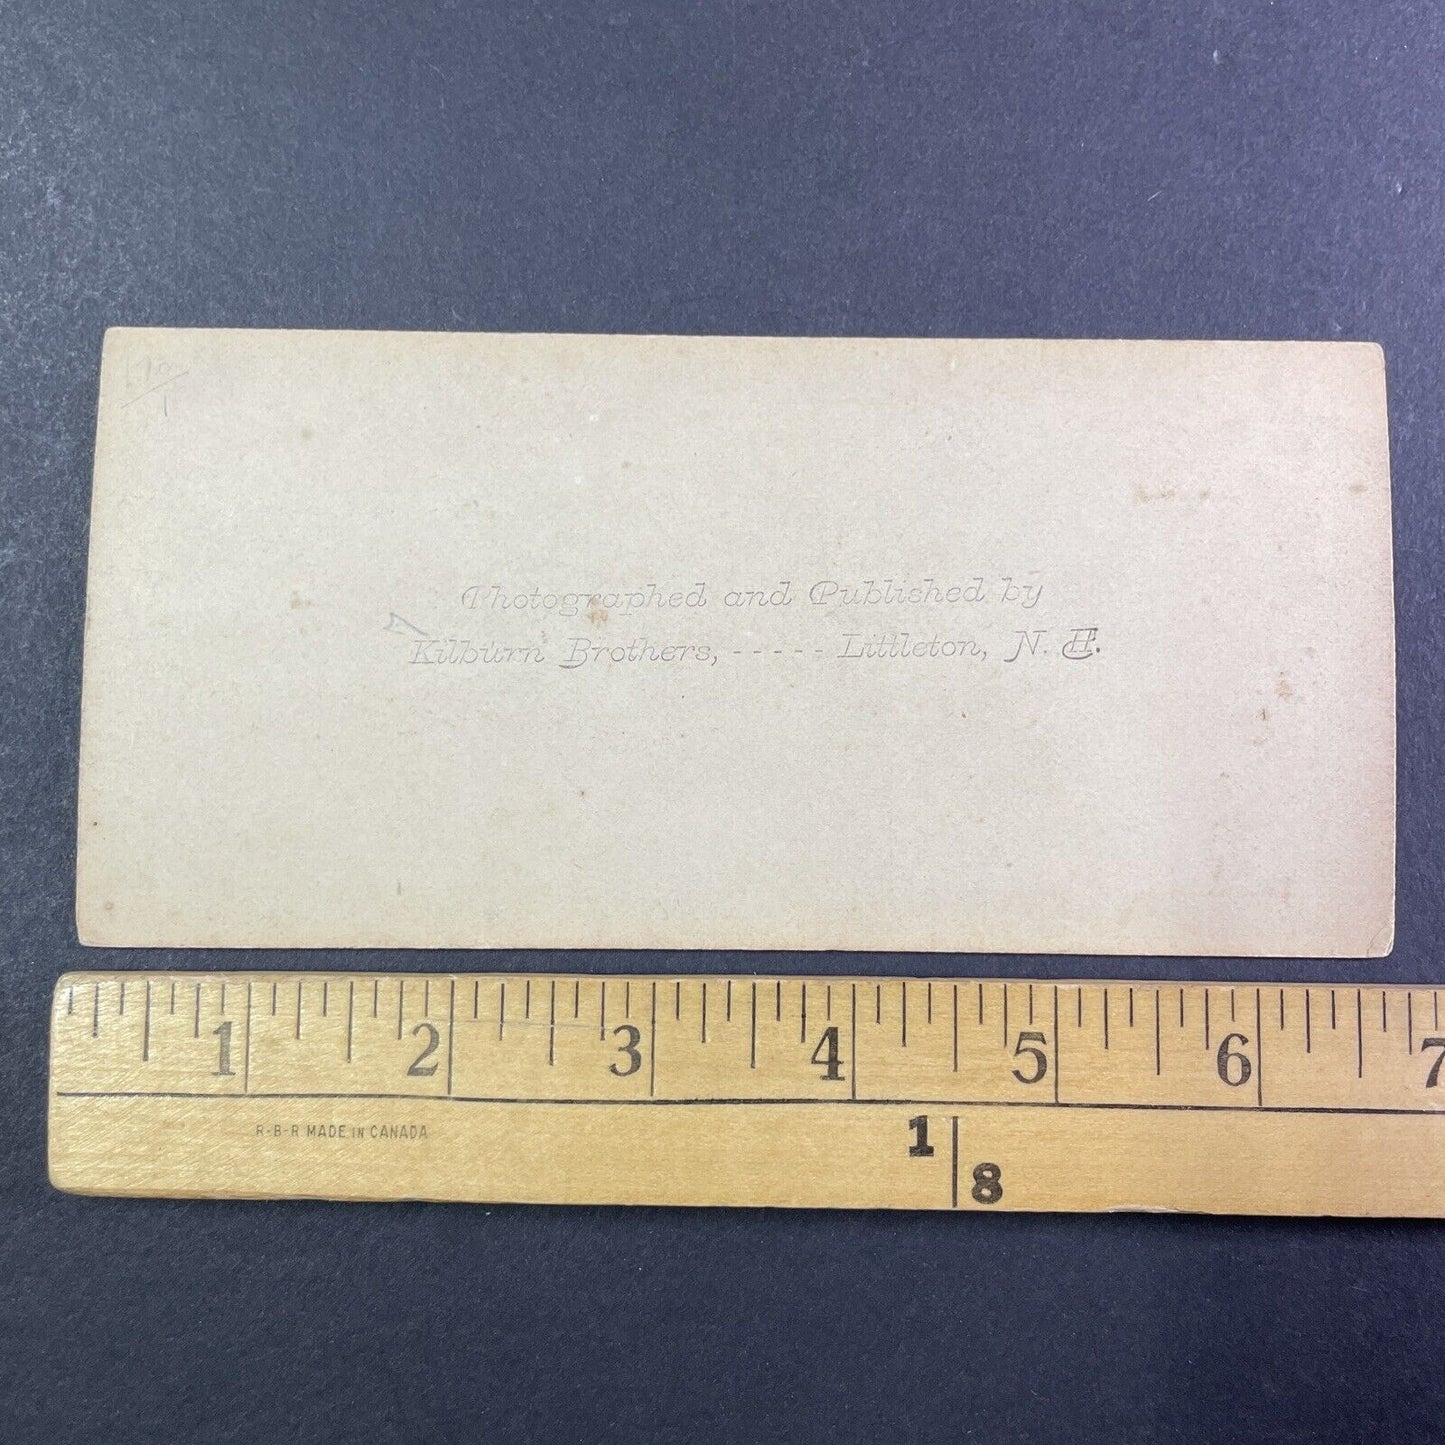 Photographed and Published by
Kilburn Brothers, ----- Littleton, N. H.
1 2 3 4 5 6 7
R-B-R MADE IN CANADA
1
8